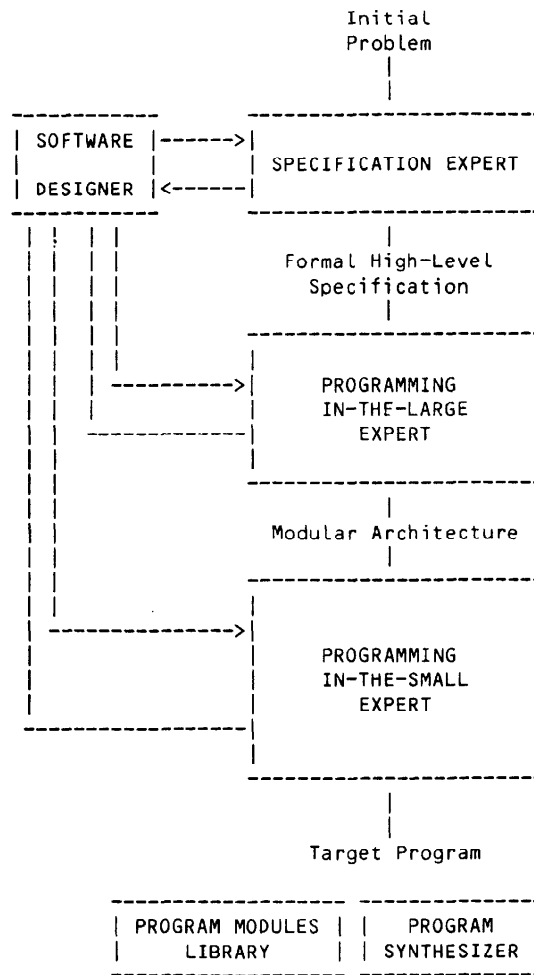 Initial
Problem
SOFTWARE
DESIGNER
SPECIFICATION EXPERT
Formal High-Level
Specification
PROGRAMMING
IN-THE-LARGE
EXPERT
Modular Architecture
PROGRAMMING
IN-THE-SMALL
EXPERT
Target Program
PROGRAM MODULES
LIBRARY
PROGRAM
SYNTHESIZER